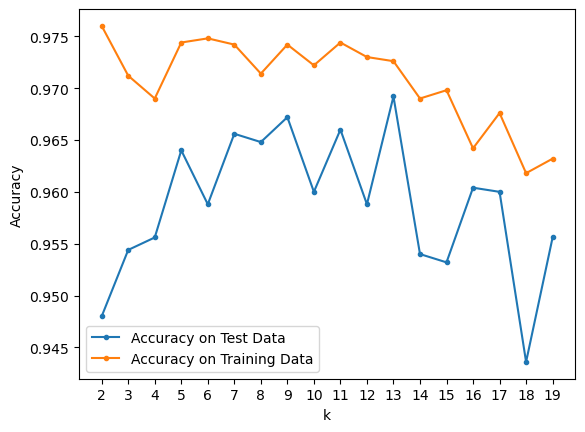 0.975
0.970
0.965
0.960
0.955
0.950
0.945
Accuracy
Accuracy on Test Data
Accuracy on Training Data
2 3 4 5 6 7 8 9 10 11 12 13 14 15 16 17 18 19
k